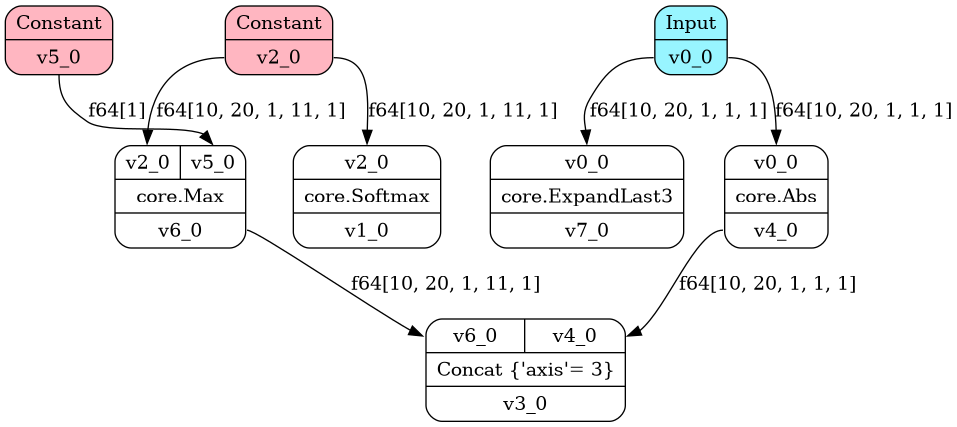 Constant
v5_0
Constant
v2_0
Input
v0_0
f64[1]
f64[10, 20, 1, 11, 1]
f64[10, 20, 1, 11, 1]
f64[10, 20, 1, 1, 1]
f64[10, 20, 1, 1, 1]
v2_0 v5_0
core.Max
v6_0
v2_0
core.Softmax
v1_0
v0_0
core.ExpandLast3
v7_0
v0_0
core.Abs
v4_0
f64[10, 20, 1, 11, 1]
f64[10, 20, 1, 1, 1]
v6_0 v4_0
Concat {'axis'= 3}
v3_0